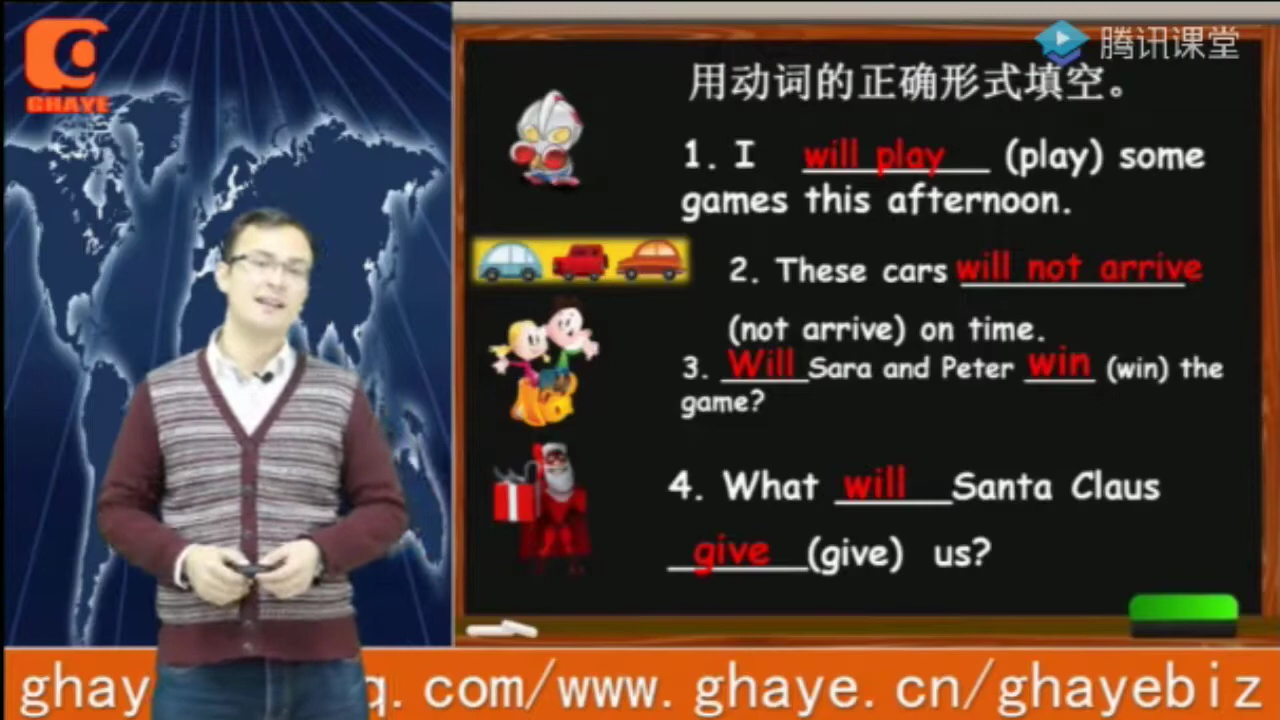 GHAYE
腾讯课堂
用动词的正确形式填空。
1. I will play (play) some
games this afternoon.
2. These cars will not arrive
(not arrive) on time.
3. Will Sara and Peter win (win) the
game?
4. What will Santa Claus
give (give) us?
ghay q.com/www.ghaye.cn/ghayebiz